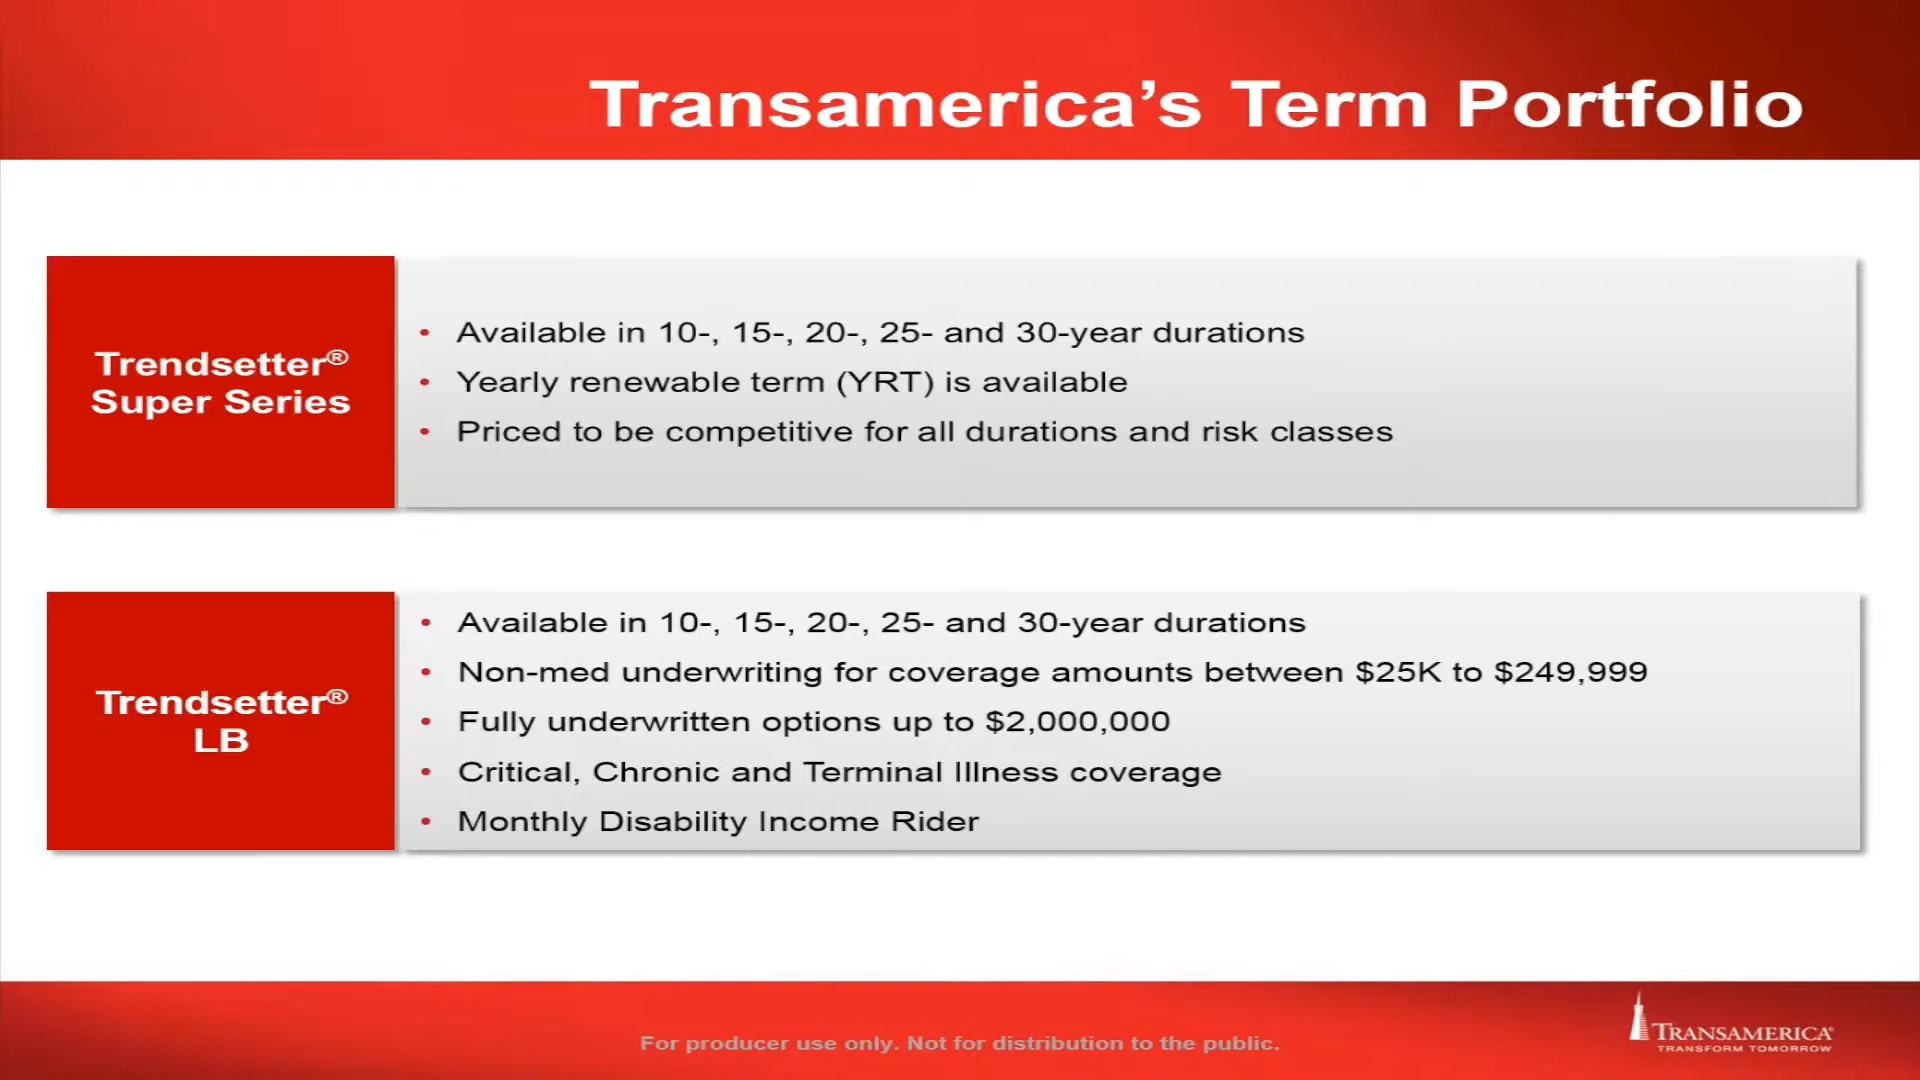 Transamerica’s Term Portfolio
Trendsetter®
Super Series
• Available in 10-, 15-, 20-, 25- and 30-year durations
• Yearly renewable term (YRT) is available
• Priced to be competitive for all durations and risk classes
Trendsetter®
LB
• Available in 10-, 15-, 20-, 25- and 30-year durations
• Non-med underwriting for coverage amounts between $25K to $249,999
• Fully underwritten options up to $2,000,000
• Critical, Chronic and Terminal Illness coverage
• Monthly Disability Income Rider
For producer use only. Not for distribution to the public.
TRANSAMERICA®
TRANSFORM TOMORROW